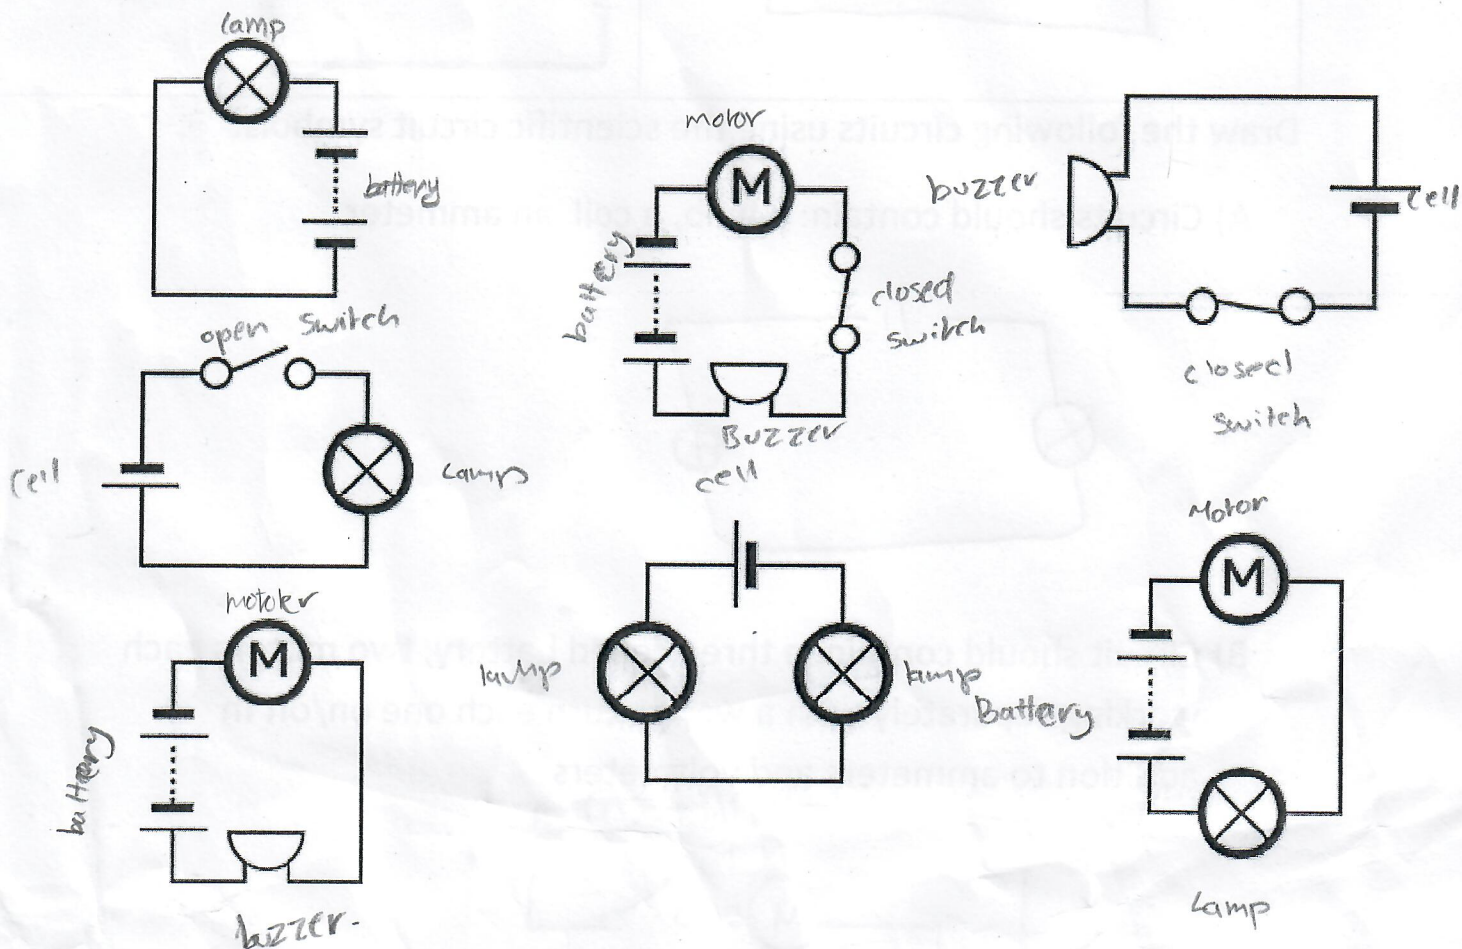 lamp
battery
motor
M
battery
closed
switch
Buzzer
buzzer
cell
closed
switch
open switch
cell
Lamp
motoer
M
battery
buzzer.
cell
lamp
lamp
Motor
M
Battery
Lamp